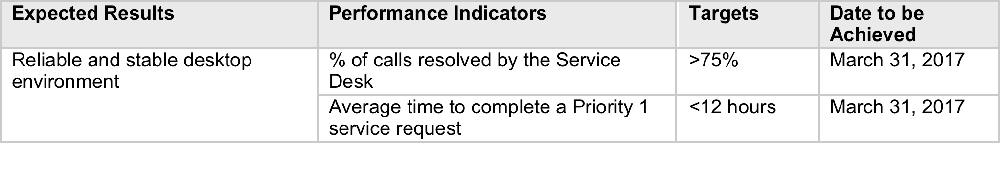 Expected Results
Performance Indicators
Targets
Date to be
Achieved
Reliable and stable desktop
environment
% of calls resolved by the Service
Desk
>75%
March 31, 2017
Average time to complete a Priority 1
service request
<12 hours
March 31, 2017